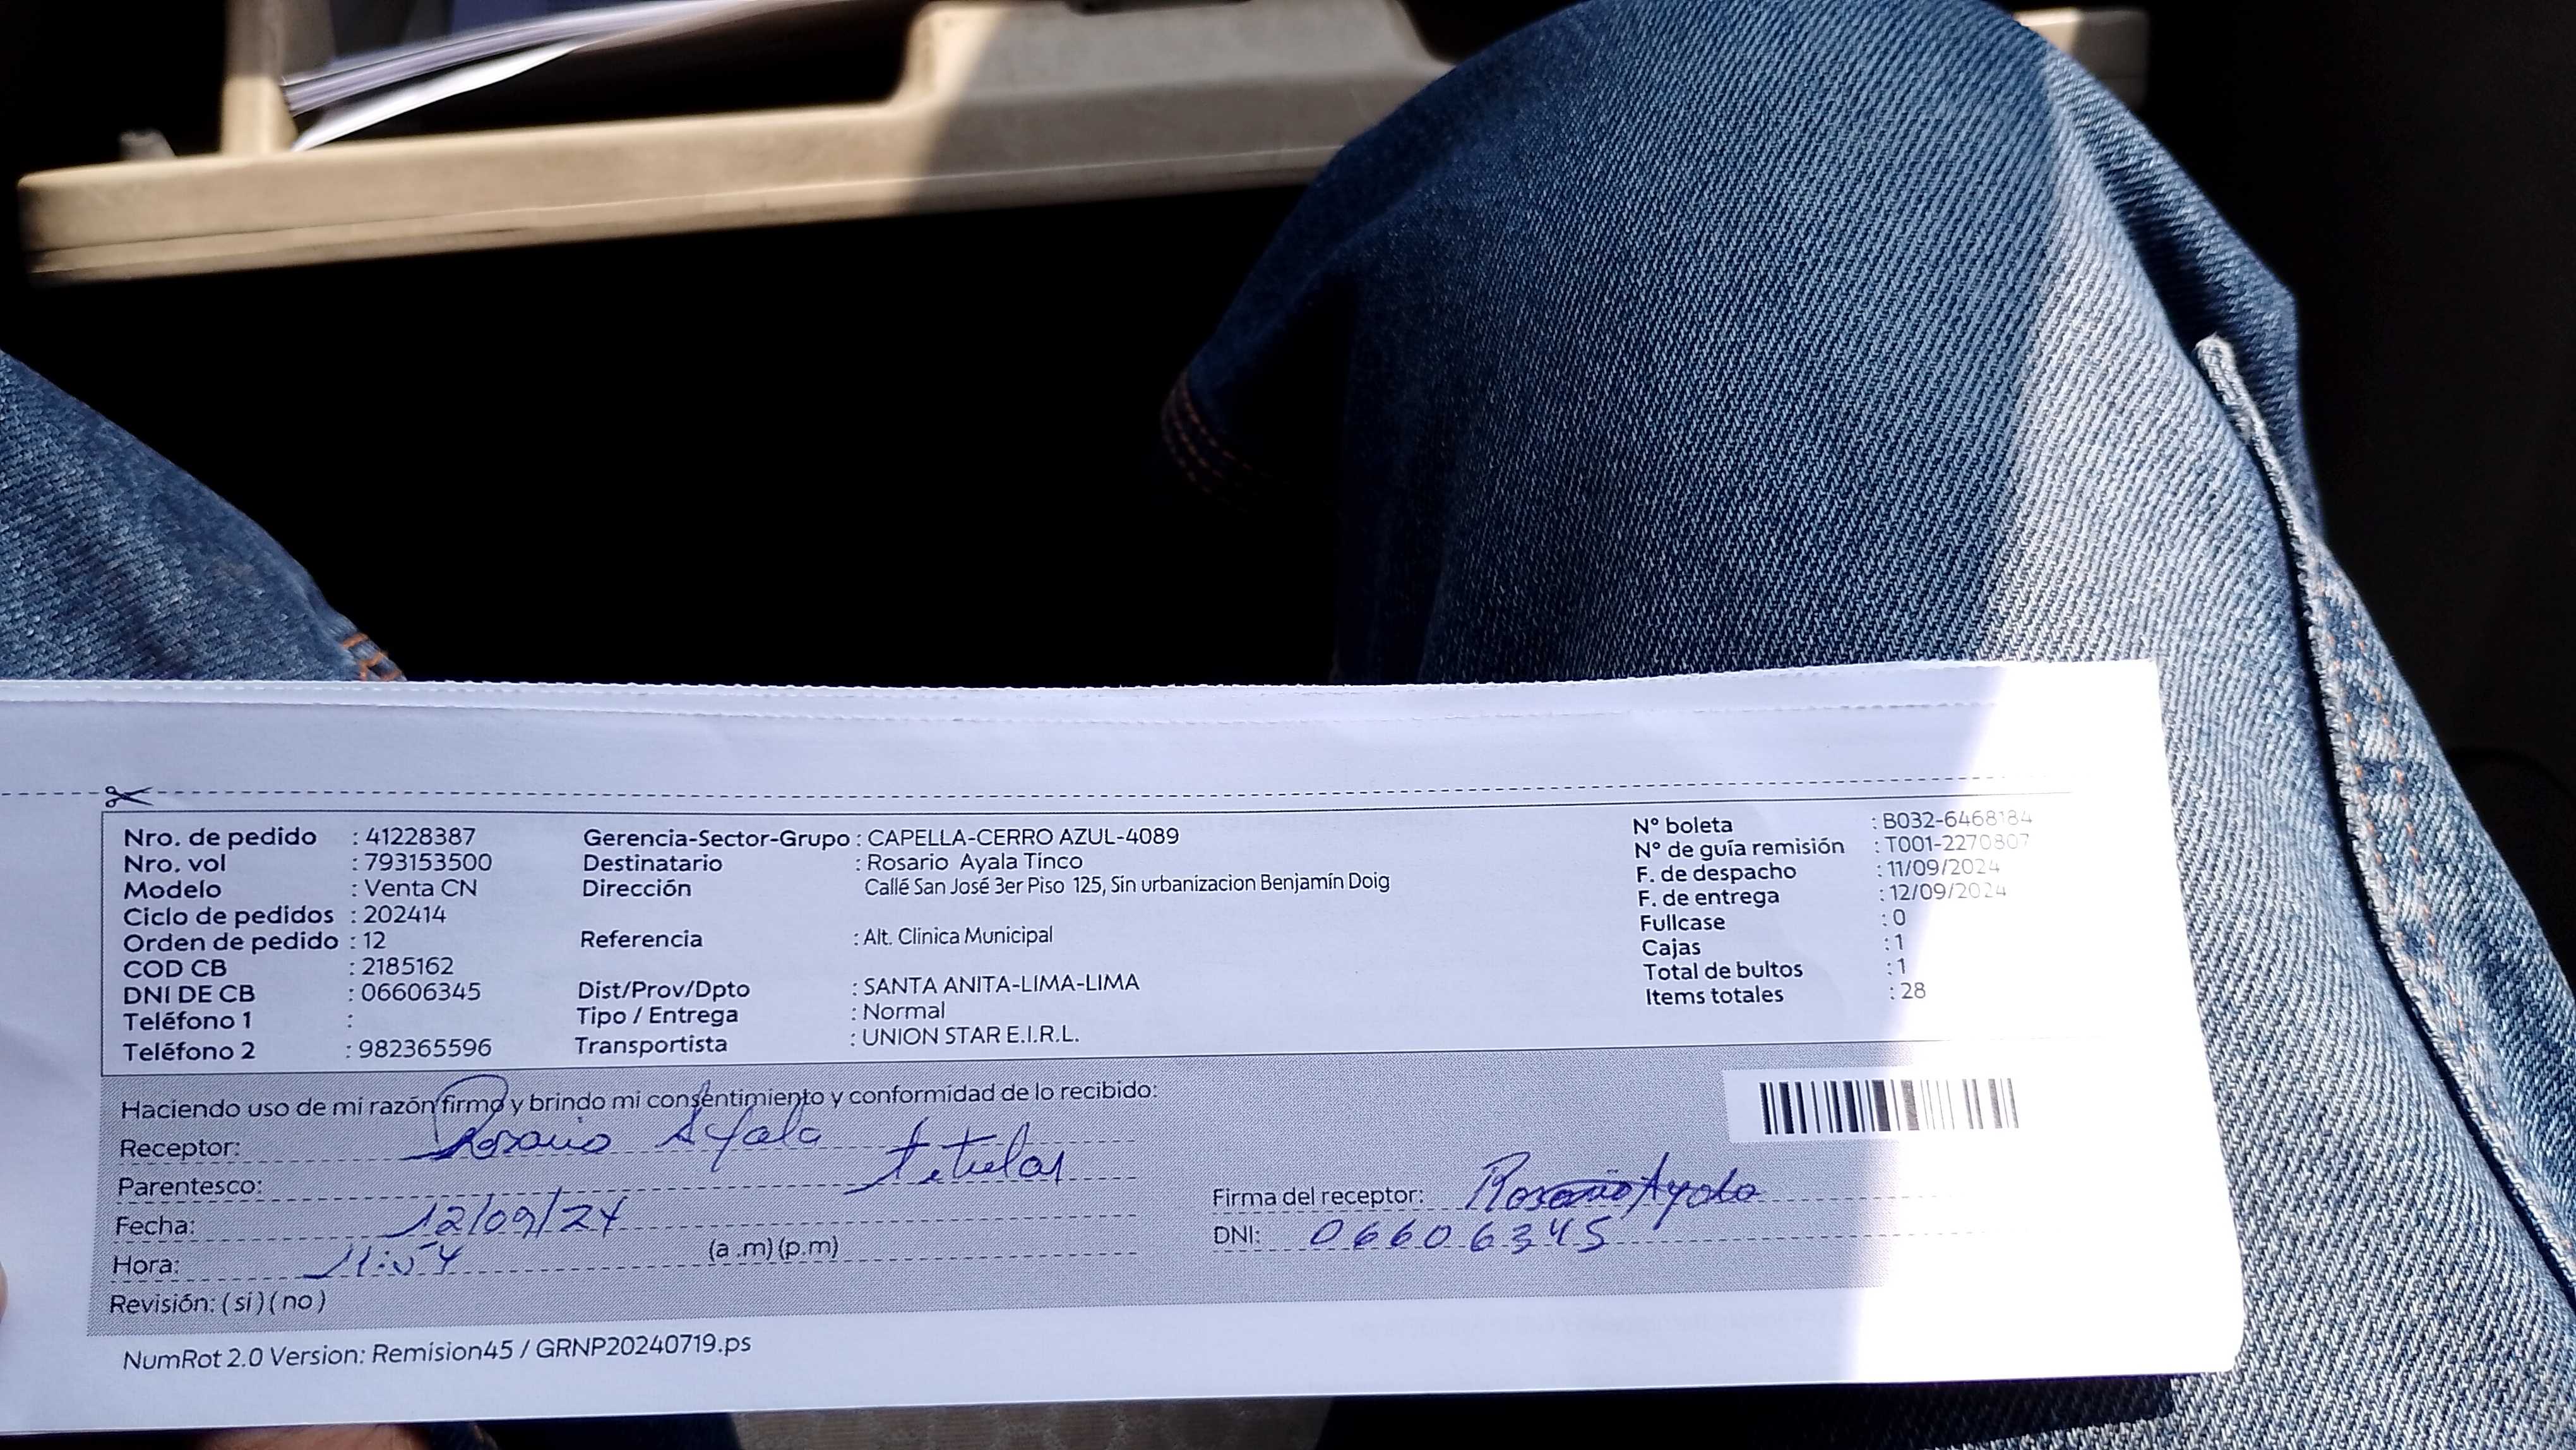 Nro. de pedido : 41228387
Nro. vol : 793153500
Modelo : Venta CN
Ciclo de pedidos : 202414
Orden de pedido : 12
COD CB : 2185162
DNI DE CB : 06606345
Teléfono 1 :
Teléfono 2 : 982365596
Gerencia-Sector-Grupo : CAPELLA-CERRO AZUL-4089
Destinatario : Rosario Ayala Tinco
Dirección Callé San José 3er Piso 125, Sin urbanizacion Benjamín Doig
Referencia : Alt. Clinica Municipal
Dist/Prov/Dpto : SANTA ANITA-LIMA-LIMA
Tipo / Entrega : Normal
Transportista : UNION STAR E.I.R.L.
N° boleta : B032-6468184
N° de guía remisión : T001-2270807
F. de despacho : 11/09/2024
F. de entrega : 12/09/2024
Fullcase : 0
Cajas : 1
Total de bultos : 1
Items totales : 28
Haciendo uso de mi razón firmo y brindo mi consentimiento y conformidad de lo recibido:
Receptor: Rosario Ayala
Parentesco: titular
Fecha: 12/09/24
Hora: 11:54 (a .m) (p.m)
Revisión: ( si ) ( no )
Firma del receptor: Rosario Ayala
DNI: 06606345
NumRot 2.0 Version: Remision45 / GRNP20240719.ps